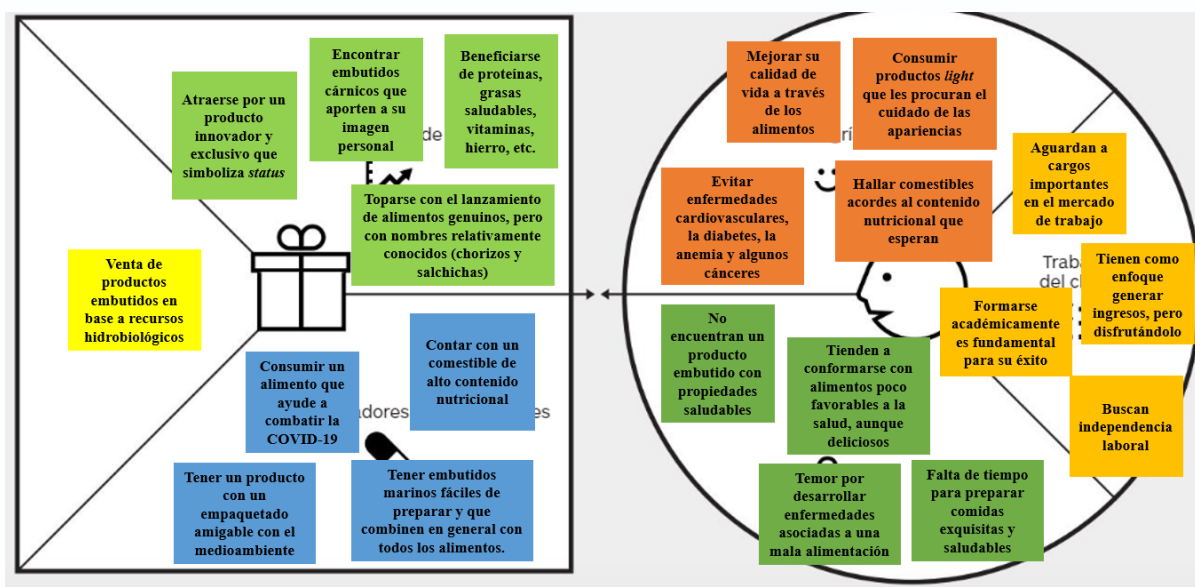 Atraerse por un
producto
innovador y
exclusivo que
simboliza status
Encontrar
embutidos
cárnicos que
aporten a su
imagen
personal
Beneficiarse
de proteínas,
grasas
saludables,
vitaminas,
hierro, etc.
de
Toparse con el lanzamiento
de alimentos genuinos, pero
con nombres relativamente
conocidos (chorizos y
salchichas)
Venta de
productos
embutidos en
base a recursos
hidrobiológicos
Consumir un
alimento que
ayude a
combatir la
COVID-19
Contar con un
comestible de
alto contenido
nutricional
adores
es
Tener un producto
con un
empaquetado
amigable con el
medioambiente
Tener embutidos
marinos fáciles de
preparar y que
combinen en general con
todos los alimentos.
Mejorar su
calidad de
vida a través
de los
alimentos
Consumir
productos light
que les procuran el
cuidado de las
apariencias
gr
Evitar
enfermedades
cardiovasculares,
la diabetes, la
anemia y algunos
cánceres
Hallar comestibles
acordes al contenido
nutricional que
esperan
Aguardan a
cargos
importantes
en el mercado
de trabajo
Traba
del c
Tienen como
enfoque
generar
ingresos, pero
disfrutándolo
Formarse
académicamente
es fundamental
para su éxito
Buscan
independencia
laboral
No
encuentran un
producto
embutido con
propiedades
saludables
Tienden a
conformarse con
alimentos poco
favorables a la
salud, aunque
deliciosos
Temor por
desarrollar
enfermedades
asociadas a una
mala alimentación
Falta de tiempo
para preparar
comidas
exquisitas y
saludables